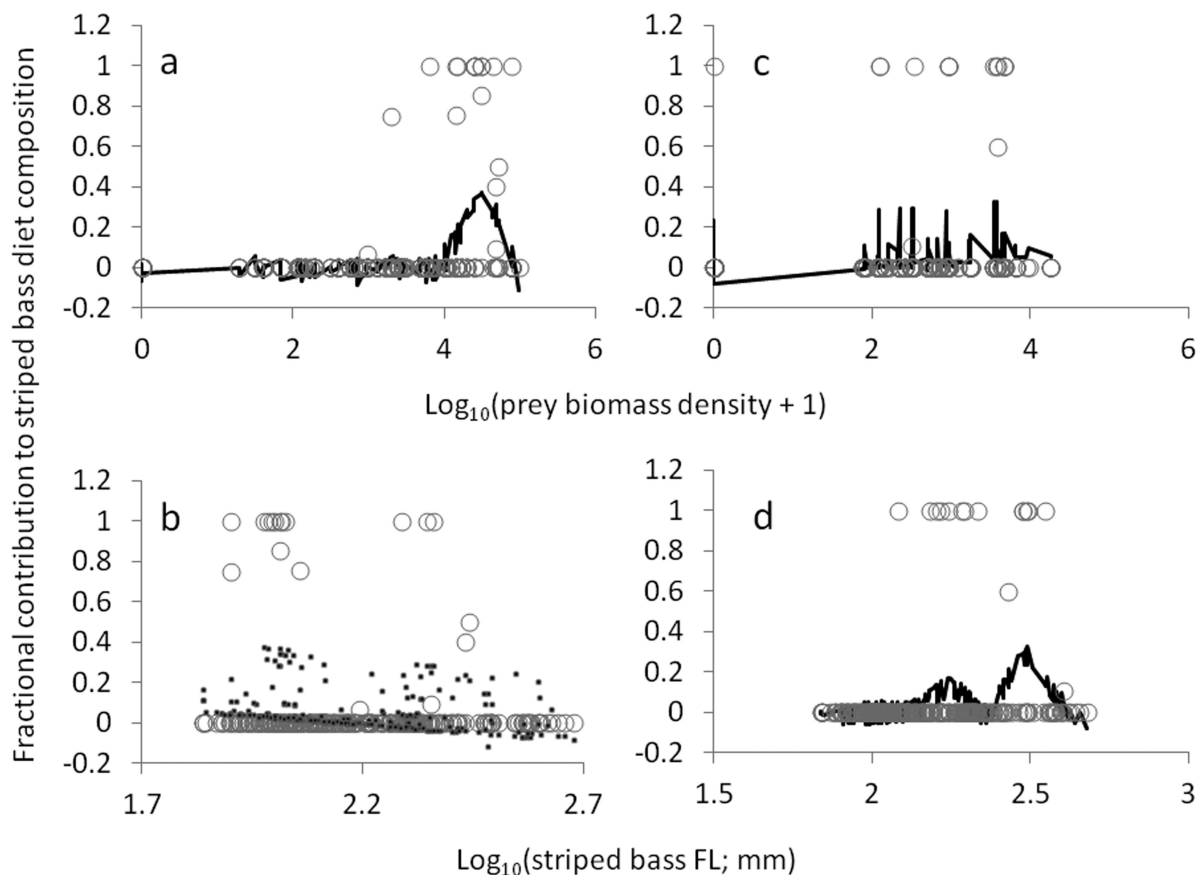 Fractional contribution to striped bass diet composition
a
1.2
1
0.8
0.6
0.4
0.2
0
-0.2
0 2 4 6
c
1.2
1
0.8
0.6
0.4
0.2
0
-0.2
0 2 4 6
Log10(prey biomass density + 1)
b
1.2
1
0.8
0.6
0.4
0.2
0
-0.2
1.7 2.2 2.7
d
1.2
1
0.8
0.6
0.4
0.2
0
-0.2
1.5 2 2.5 3
Log10(striped bass FL; mm)